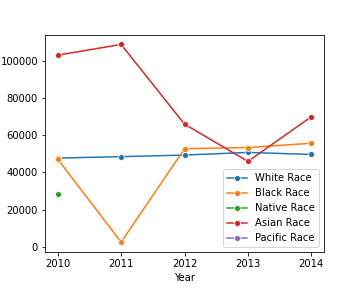 100000
80000
60000
40000
20000
0
2010 2011 2012 2013 2014
Year
White Race
Black Race
Native Race
Asian Race
Pacific Race